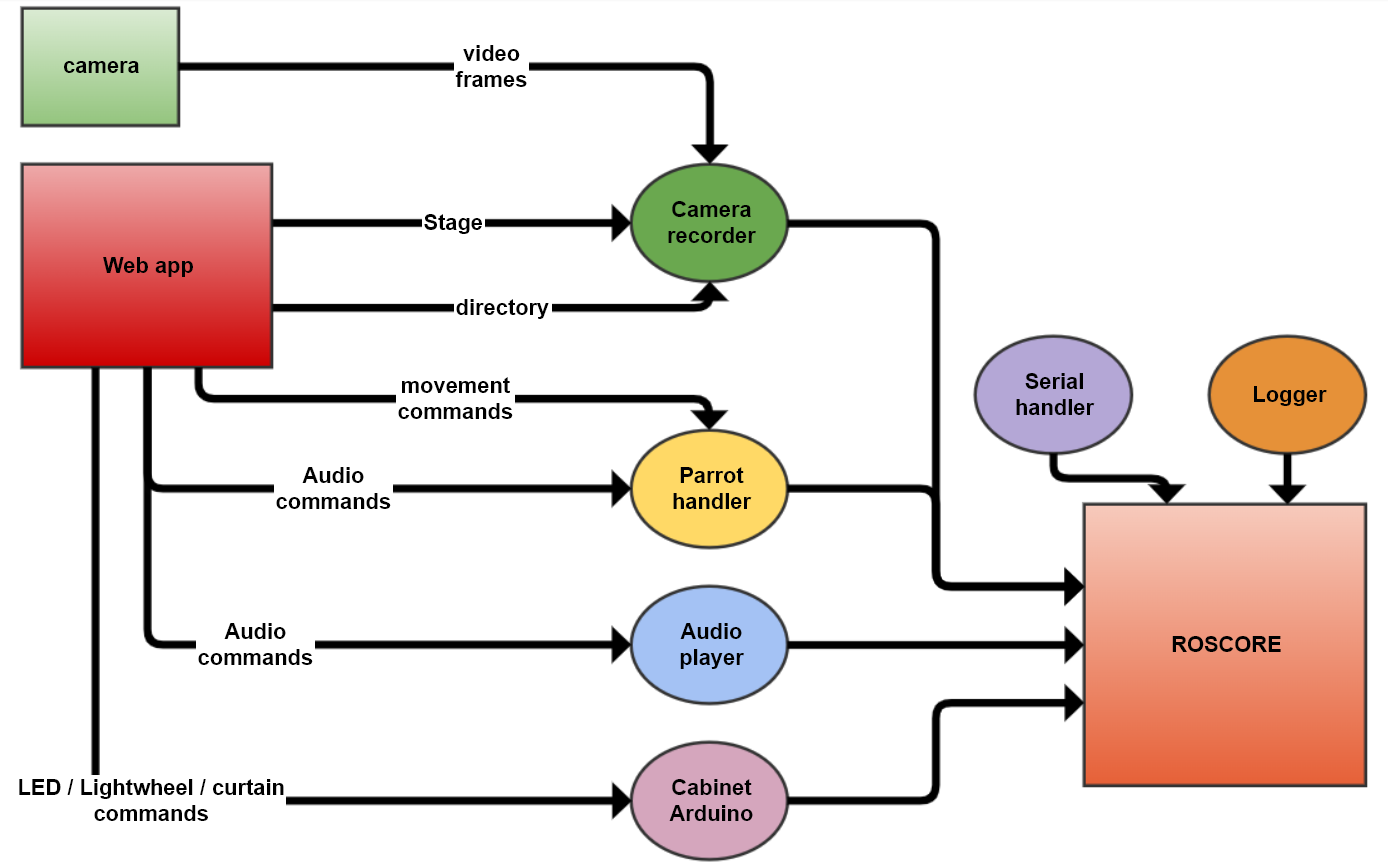 camera
video
frames
Web app
Stage
Camera
recorder
directory
movement
commands
Serial
handler
Logger
Audio
commands
Parrot
handler
Audio
commands
Audio
player
ROSCORE
LED / Lightwheel / curtain
commands
Cabinet
Arduino